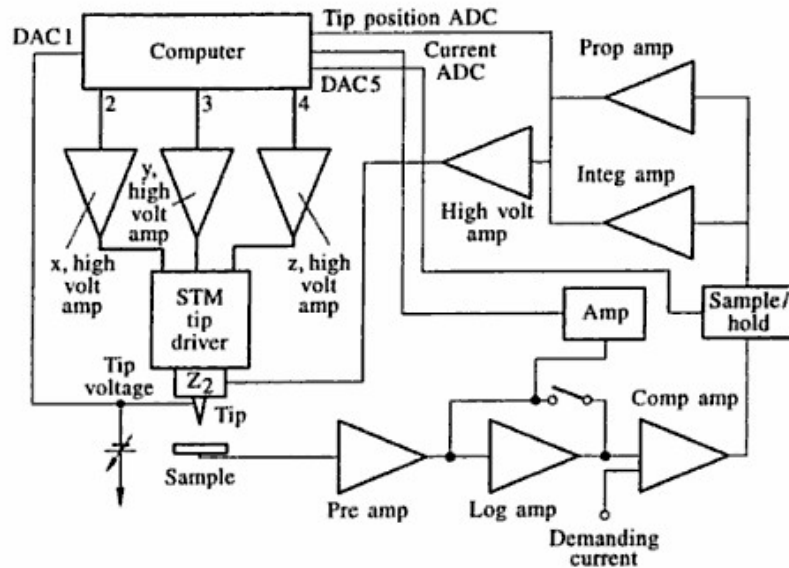 Tip position ADC
DAC1
Computer
Current
ADC
DAC5
Prop amp
2
3
4
y,
high
volt
amp
High volt
amp
Integ amp
x, high
volt
amp
z, high
volt
amp
STM
tip
driver
Amp
Sample/
hold
Tip
voltage
Z2
Tip
Comp amp
Sample
Pre amp
Log amp
Demanding
current